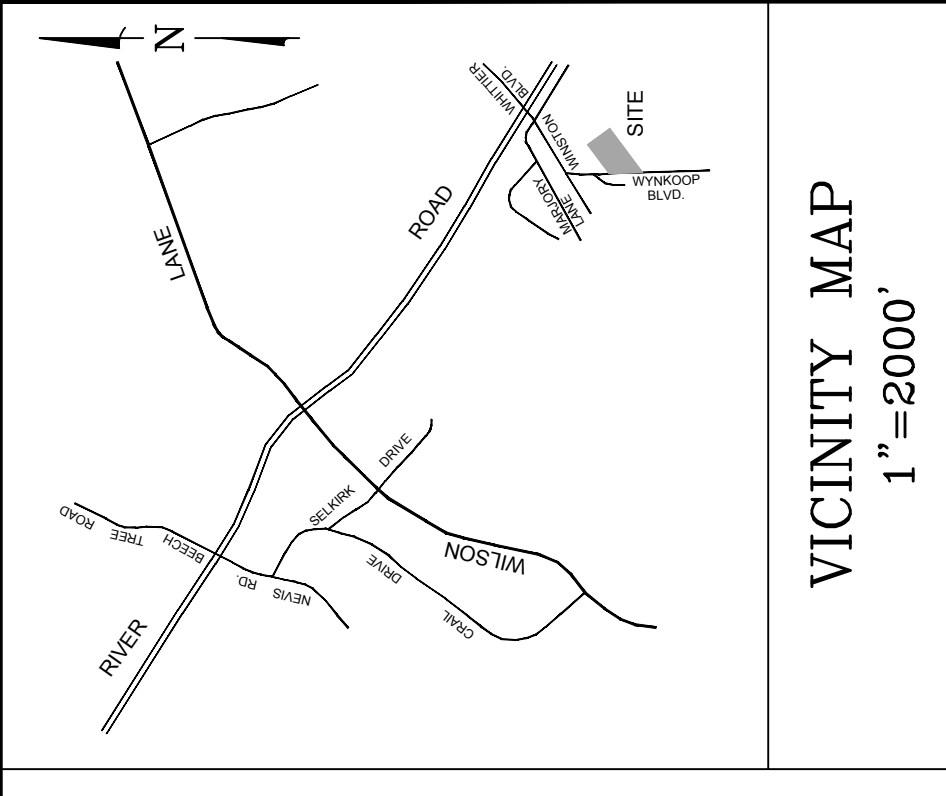 N
WHITTIER
BLVD.
WINSTON
SITE
WYNKOOP
BLVD.
MARJORY
LANE
ROAD
LANE
RIVER
BEECH TREE ROAD
NEVIS RD.
SELKIRK DRIVE
CRAIL DRIVE
WILSON
VICINITY MAP
1"=2000'